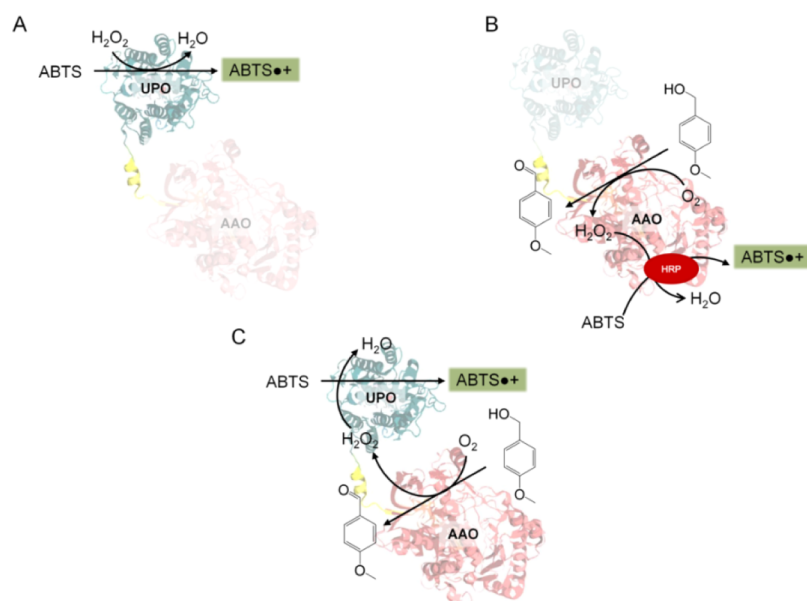 A
H₂O₂
H₂O
ABTS
ABTS●+
UPO
AAO
B
UPO
HO
O
O
O₂
AAO
H₂O₂
O
ABTS●+
HRP
H₂O
ABTS
C
H₂O
ABTS
ABTS●+
UPO
HO
H₂O₂
O₂
O
O
AAO
O